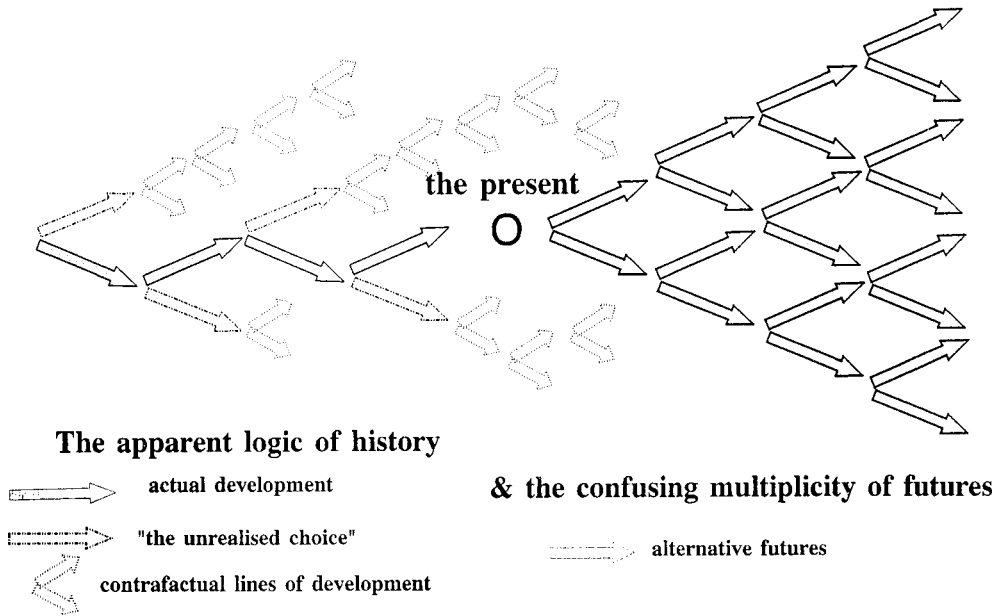 the present
O
The apparent logic of history
actual development
"the unrealised choice"
contrafactual lines of development
& the confusing multiplicity of futures
alternative futures